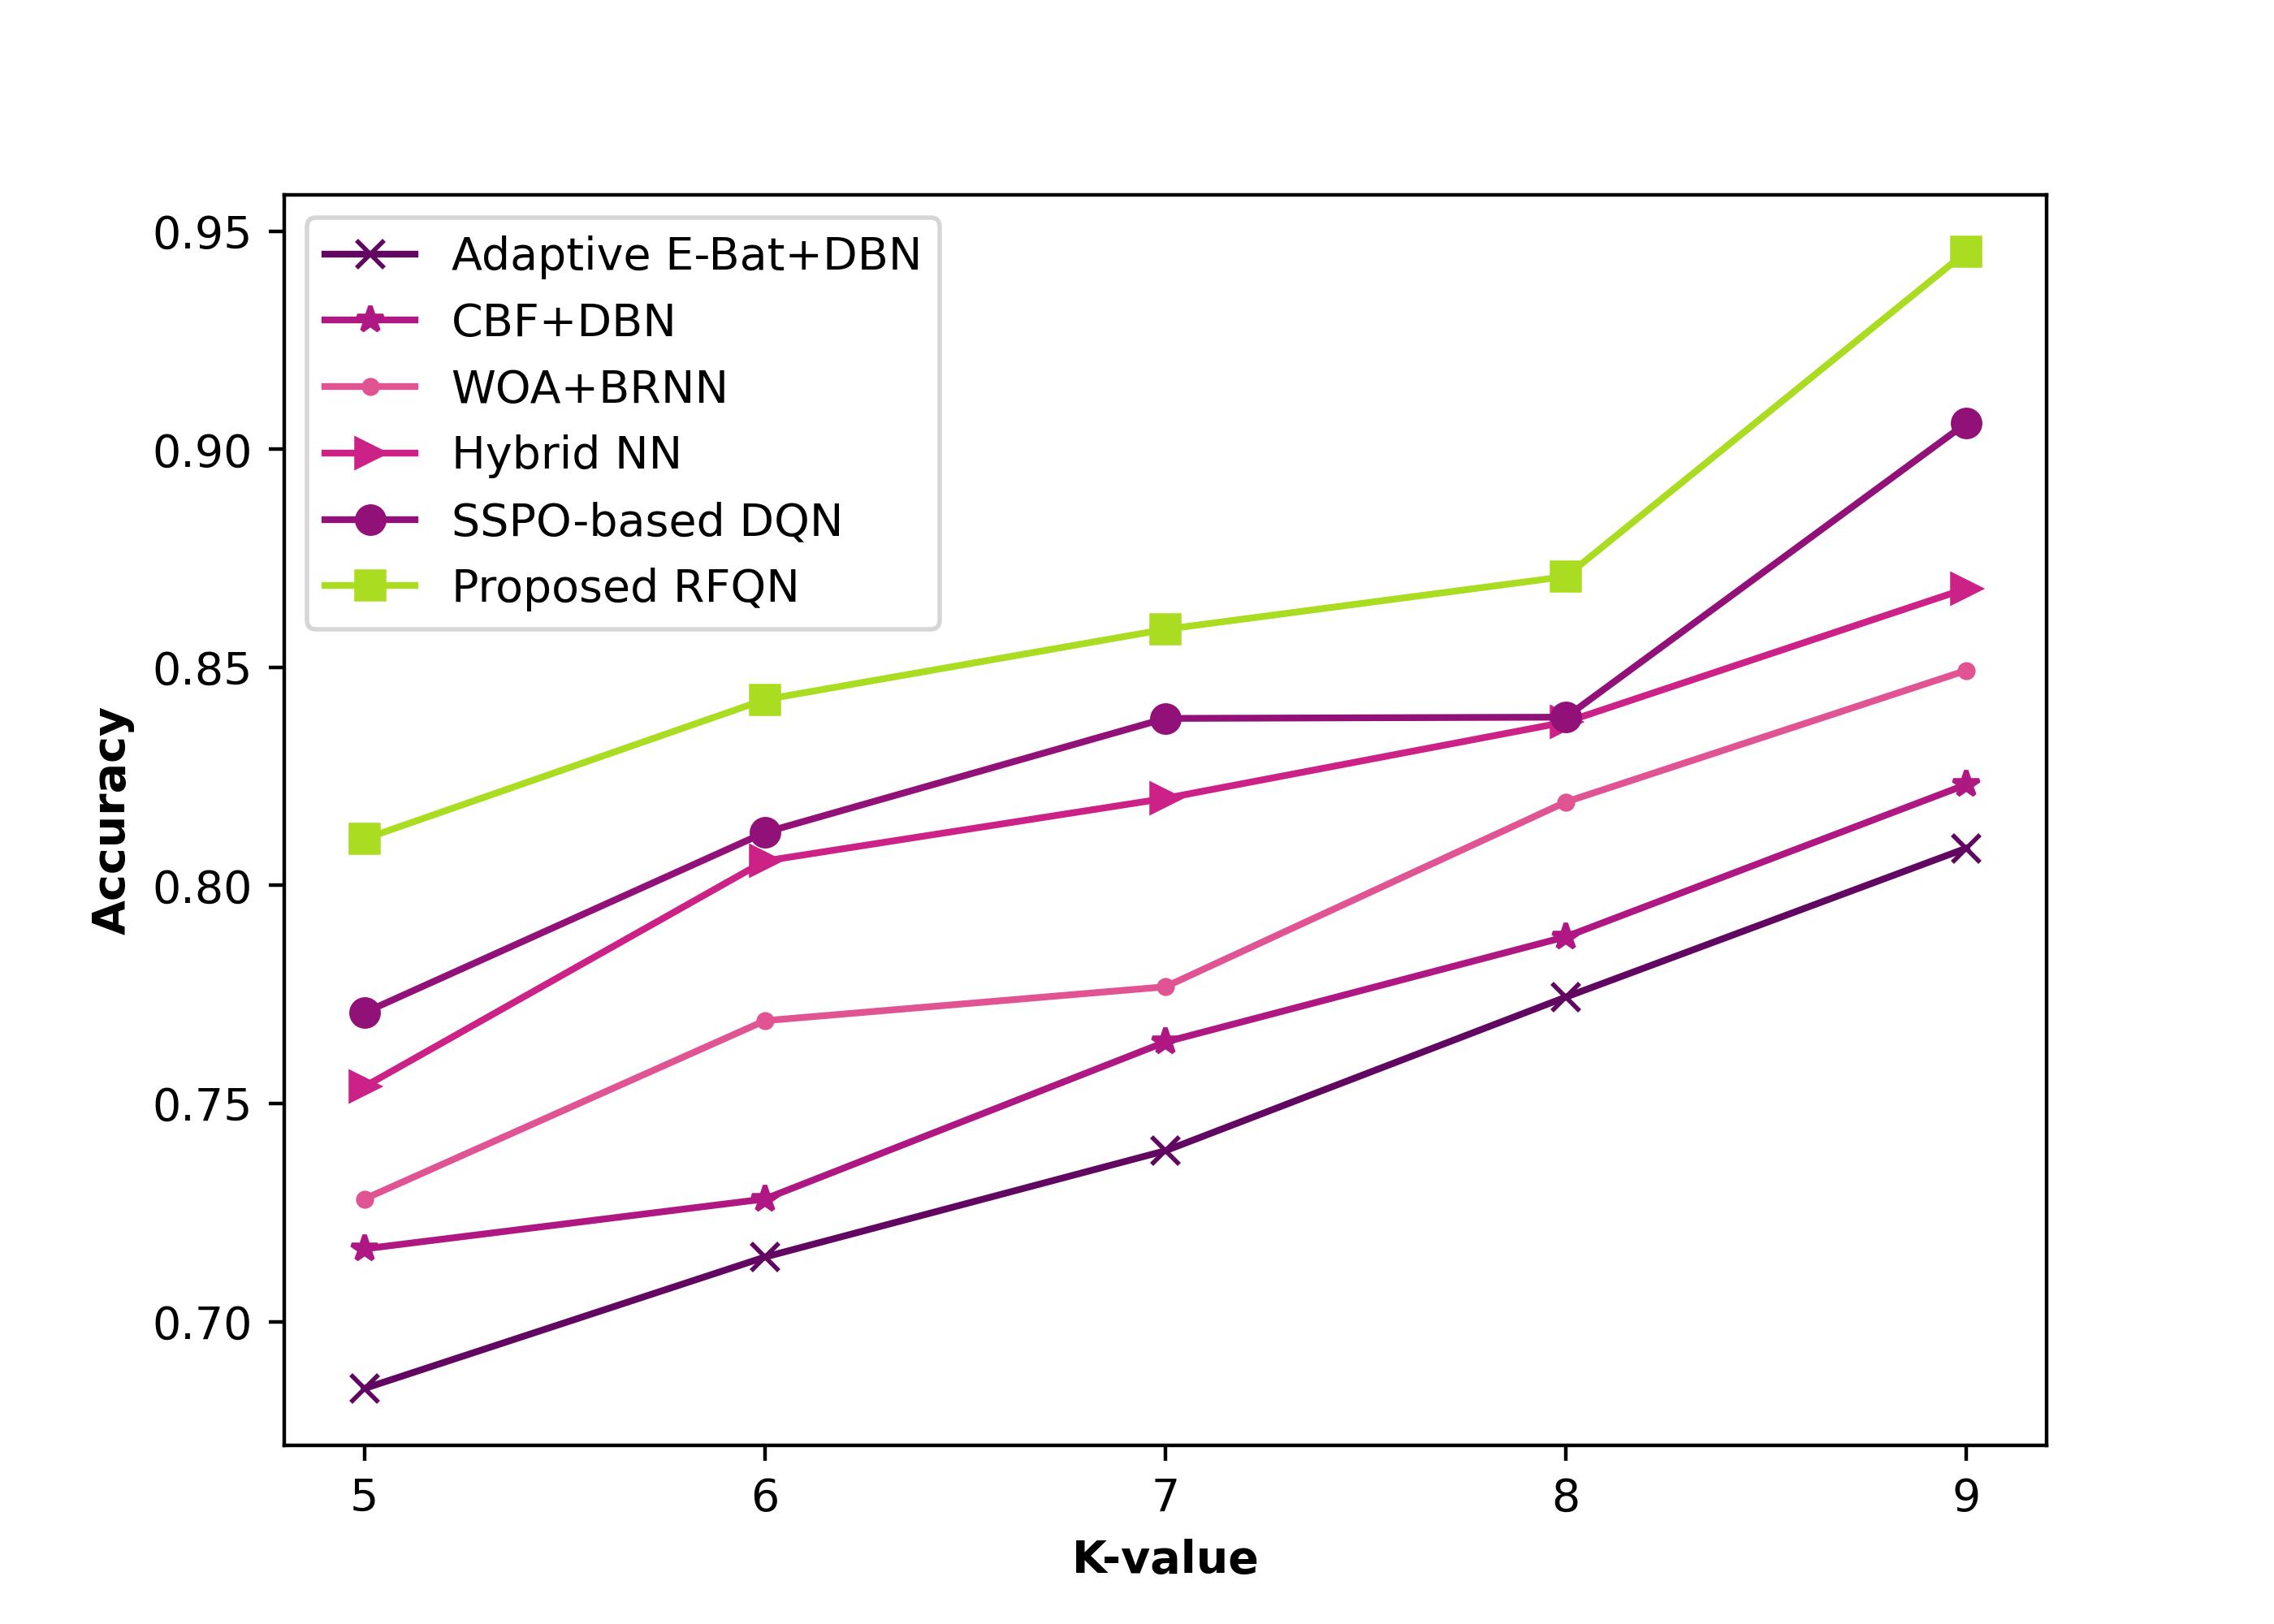 0.95
0.90
0.85
0.80
0.75
0.70
Accuracy
Adaptive E-Bat+DBN
CBF+DBN
WOA+BRNN
Hybrid NN
SSPO-based DQN
Proposed RFQN
5 6 7 8 9
K-value